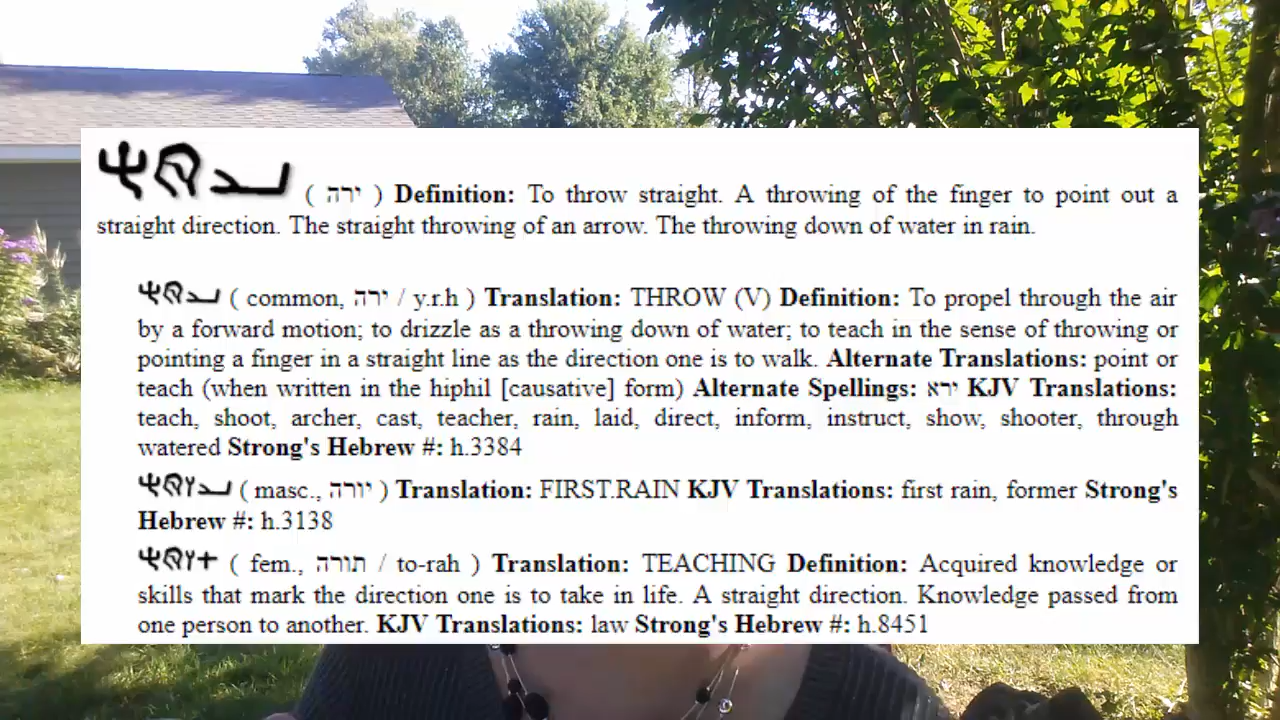 ( ירה ) Definition: To throw straight. A throwing of the finger to point out a
straight direction. The straight throwing of an arrow. The throwing down of water in rain.
( common, ירה / y.r.h ) Translation: THROW (V) Definition: To propel through the air
by a forward motion; to drizzle as a throwing down of water; to teach in the sense of throwing or
pointing a finger in a straight line as the direction one is to walk. Alternate Translations: point or
teach (when written in the hiphil [causative] form) Alternate Spellings: ירא KJV Translations:
teach, shoot, archer, cast, teacher, rain, laid, direct, inform, instruct, show, shooter, through
watered Strong's Hebrew #: h.3384
( masc., יורה ) Translation: FIRST.RAIN KJV Translations: first rain, former Strong's
Hebrew #: h.3138
( fem., תורה / to-rah ) Translation: TEACHING Definition: Acquired knowledge or
skills that mark the direction one is to take in life. A straight direction. Knowledge passed from
one person to another. KJV Translations: law Strong's Hebrew #: h.8451